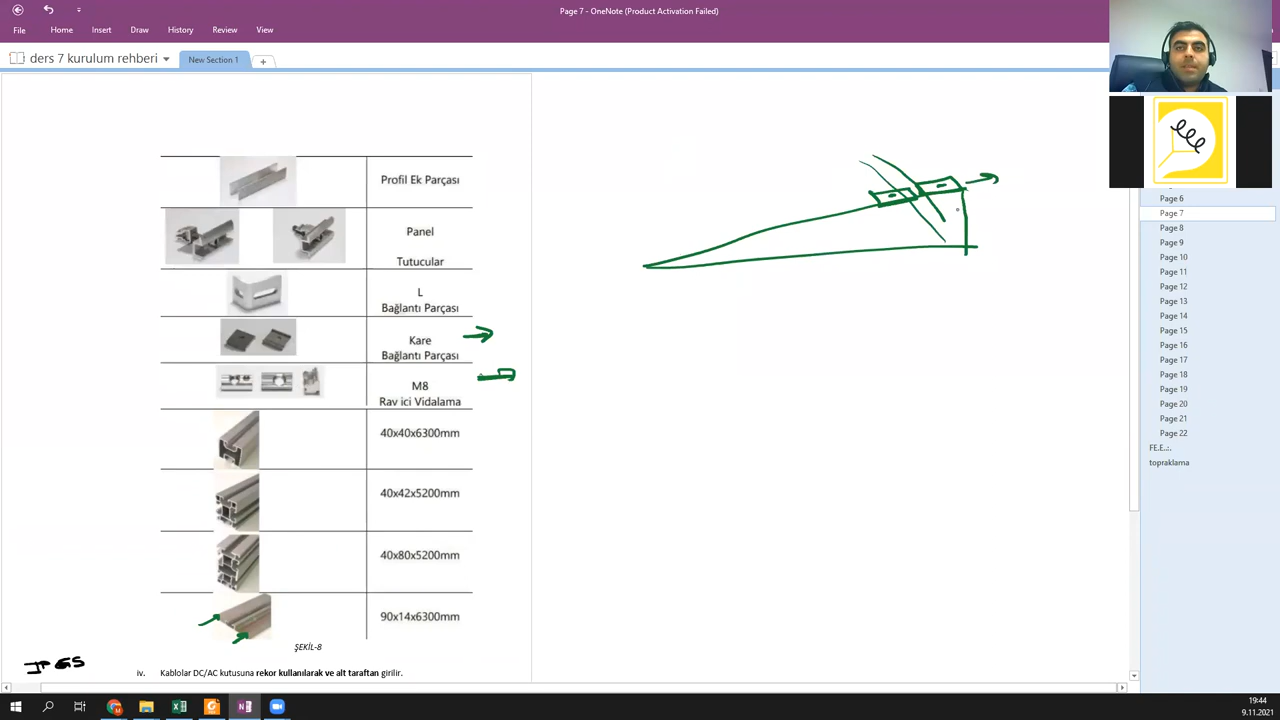 Page 7 - OneNote (Product Activation Failed)
File Home Insert Draw History Review View
ders 7 kurulum rehberi
New Section 1
Profil Ek Parçası
Panel
Tutucular
L
Bağlantı Parçası
Kare
Bağlantı Parçası
M8
Ray içi Vidalama
40x40x6300mm
40x42x5200mm
40x80x5200mm
90x14x6300mm
ŞEKİL-8
iv. Kablolar DC/AC kutusuna rekor kullanılarak ve alt taraftan girilir.
Page 6
Page 7
Page 8
Page 9
Page 10
Page 11
Page 12
Page 13
Page 14
Page 15
Page 16
Page 17
Page 18
Page 19
Page 20
Page 21
Page 22
FE.E..:.
topraklama
19:44
9.11.2021